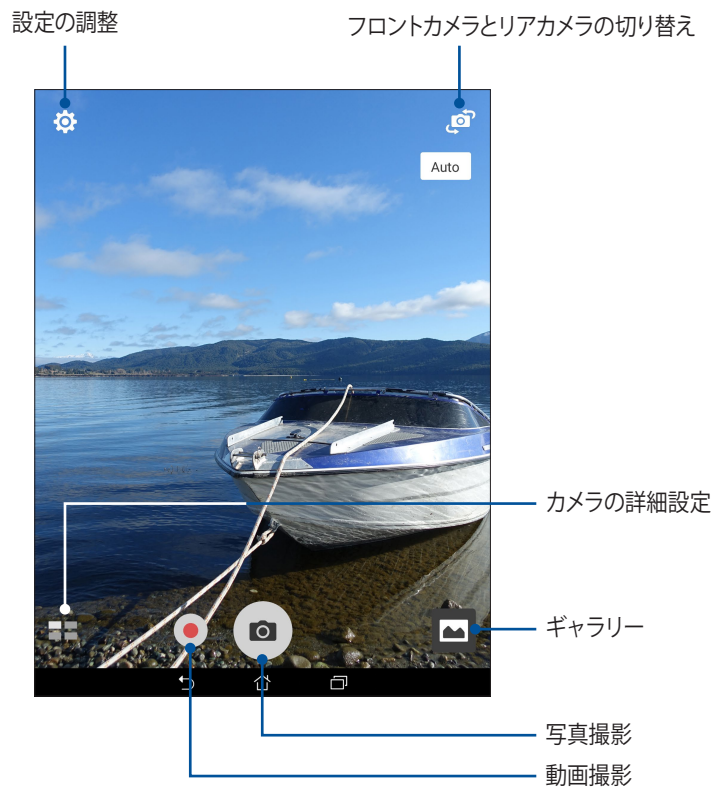 設定の調整
フロントカメラとリアカメラの切り替え
Auto
カメラの詳細設定
ギャラリー
写真撮影
動画撮影